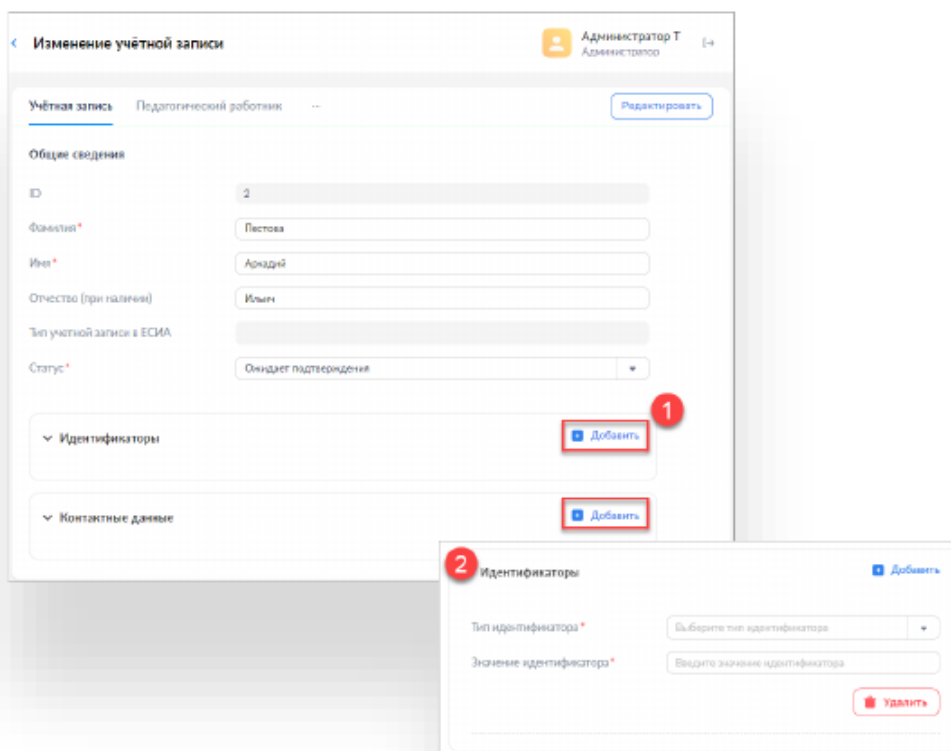 Изменение учётной записи
Администратор Т
Администратор
Учётная запись Педагогический работник ...
Редактировать
Общие сведения
ID 2
Фамилия* Пестова
Имя* Аркадий
Отчество (при наличии) Ильич
Тип учетной записи в ЕСИА
Статус* Ожидает подтверждения
1
Идентификаторы Добавить
Контактные данные Добавить
2 Идентификаторы Добавить
Тип идентификатора* Выберите тип идентификатора
Значение идентификатора* Введите значение идентификатора
Удалить